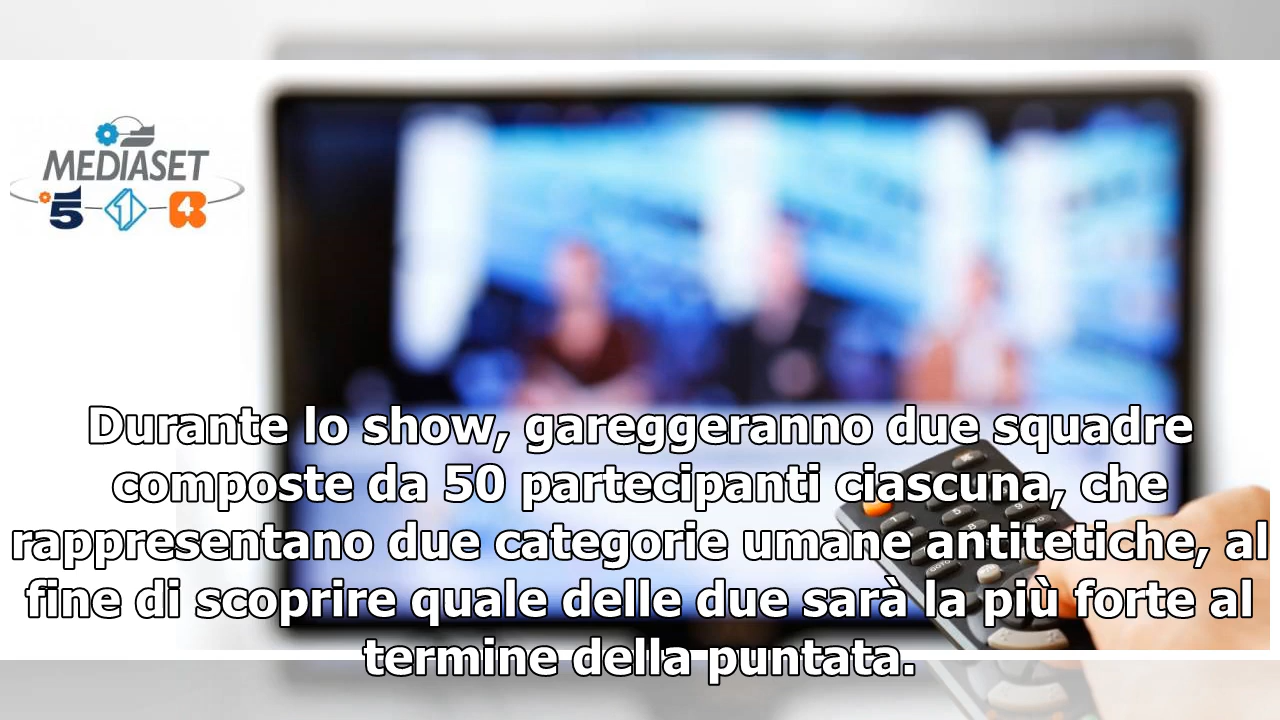 MEDIASET
5 1 4
Durante lo show, gareggeranno due squadre
composte da 50 partecipanti ciascuna, che
rappresentano due categorie umane antitetiche, al
fine di scoprire quale delle due sarà la più forte al
termine della puntata.